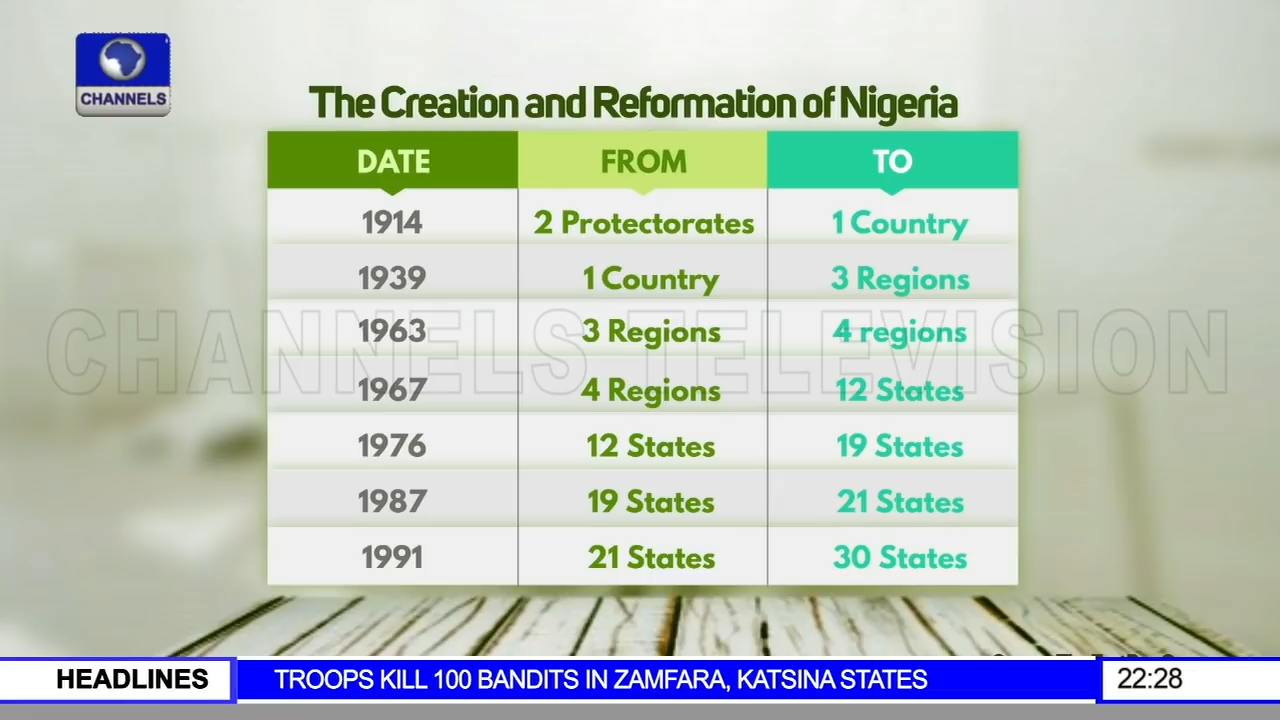 CHANNELS
The Creation and Reformation of Nigeria
DATE FROM TO
1914 2 Protectorates 1 Country
1939 1 Country 3 Regions
1963 3 Regions 4 regions
CHANNELS TELEVISION
1967 4 Regions 12 States
1976 12 States 19 States
1987 19 States 21 States
1991 21 States 30 States
HEADLINES TROOPS KILL 100 BANDITS IN ZAMFARA, KATSINA STATES 22:28